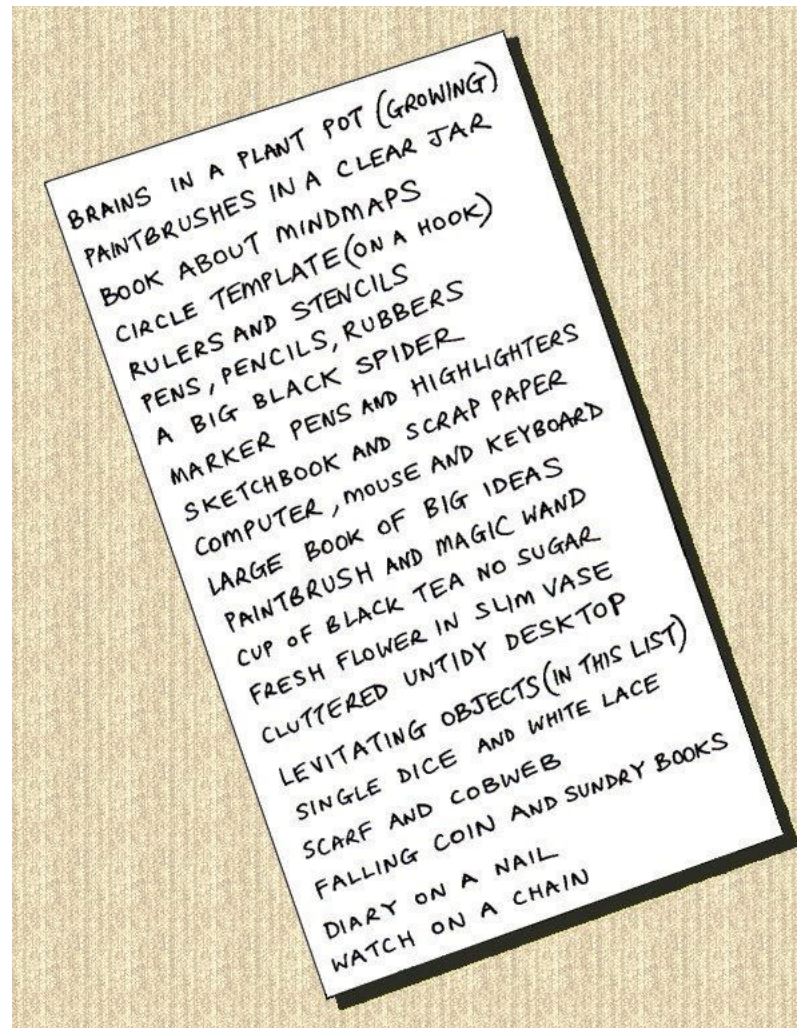 BRAINS IN A PLANT POT (GROWING)
PAINTBRUSHES IN A CLEAR JAR
BOOK ABOUT MINDMAPS
CIRCLE TEMPLATE (ON A HOOK)
RULERS AND STENCILS
PENS, PENCILS, RUBBERS
A BIG BLACK SPIDER
MARKER PENS AND HIGHLIGHTERS
SKETCHBOOK AND SCRAP PAPER
COMPUTER, MOUSE AND KEYBOARD
LARGE BOOK OF BIG IDEAS
PAINTBRUSH AND MAGIC WAND
CUP OF BLACK TEA NO SUGAR
FRESH FLOWER IN SLIM VASE
CLUTTERED UNTIDY DESKTOP
LEVITATING OBJECTS (IN THIS LIST)
SINGLE DICE AND WHITE LACE
SCARF AND COBWEB
FALLING COIN AND SUNDRY BOOKS
DIARY ON A NAIL
WATCH ON A CHAIN